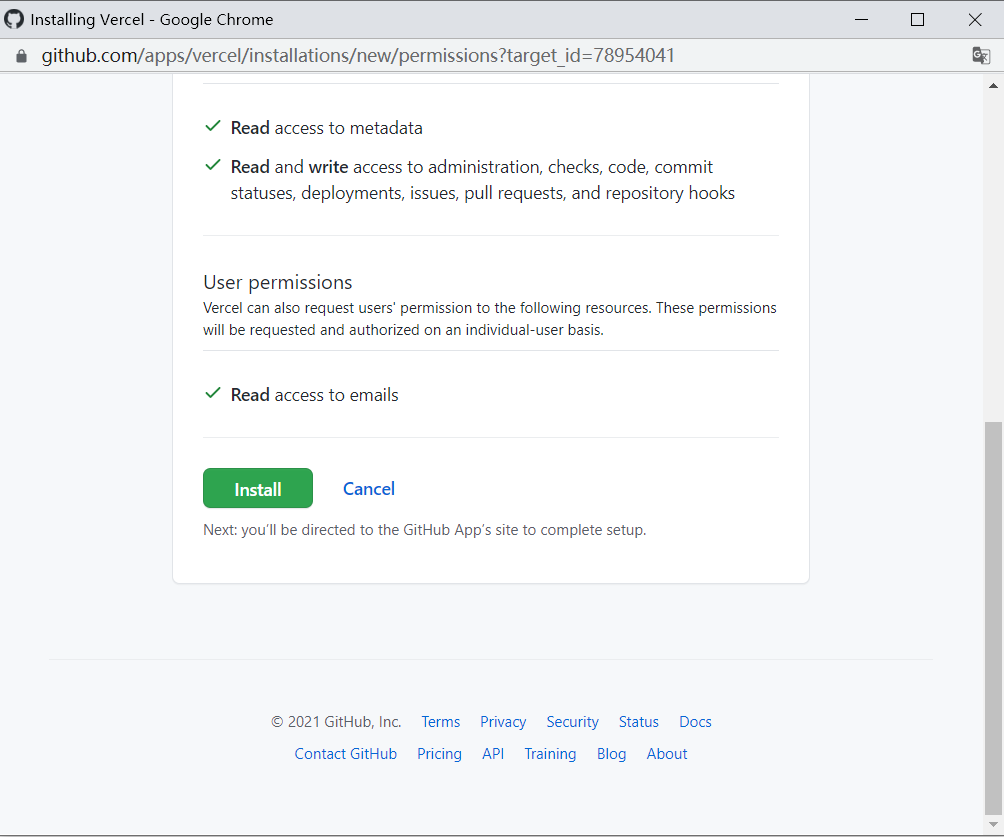 Installing Vercel - Google Chrome
github.com/apps/vercel/installations/new/permissions?target_id=78954041
Read access to metadata
Read and write access to administration, checks, code, commit
statuses, deployments, issues, pull requests, and repository hooks
User permissions
Vercel can also request users' permission to the following resources. These permissions
will be requested and authorized on an individual-user basis.
Read access to emails
Install Cancel
Next: you'll be directed to the GitHub App's site to complete setup.
© 2021 GitHub, Inc. Terms Privacy Security Status Docs
Contact GitHub Pricing API Training Blog About